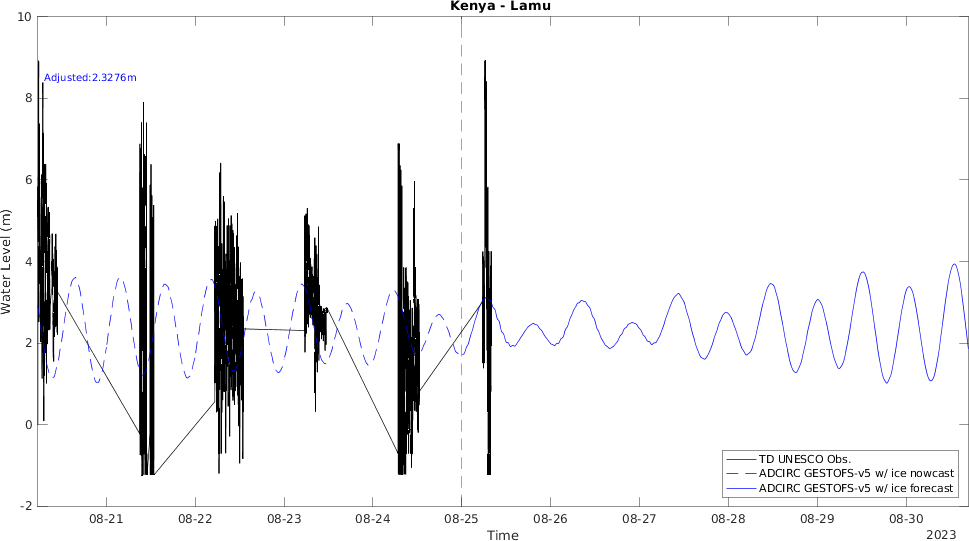 Kenya - Lamu
Adjusted:2.3276m
Water Level (m)
10
8
6
4
2
0
-2
08-21 08-22 08-23 08-24 08-25 08-26 08-27 08-28 08-29 08-30
Time
2023
TD UNESCO Obs.
ADCIRC GESTOFS-v5 w/ ice nowcast
ADCIRC GESTOFS-v5 w/ ice forecast